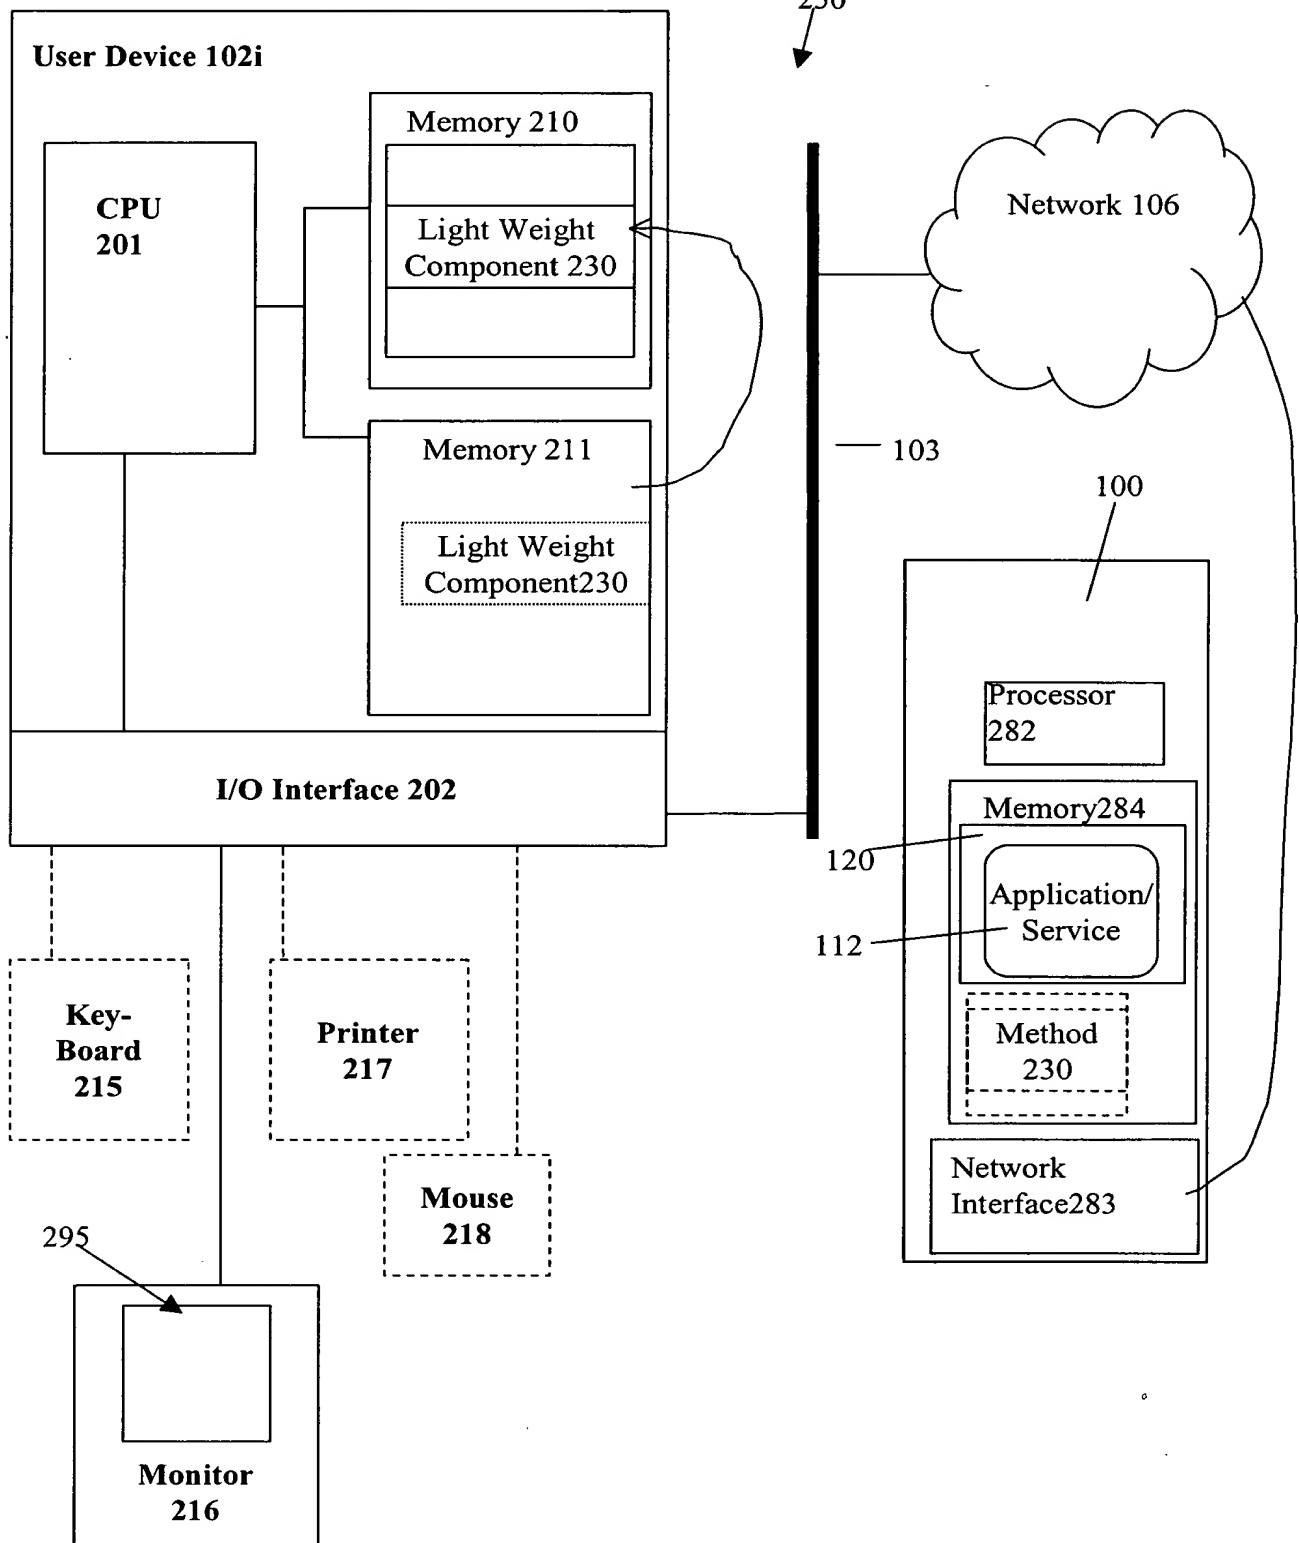 User Device 102i
Memory 210
CPU
201
Light Weight
Component 230
Network 106
Memory 211
103
Light Weight
Component230
100
Processor
282
I/O Interface 202
Memory284
120
Application/
Service
112
Key-
Board
215
Printer
217
Method
230
Mouse
218
Network
Interface283
295
Monitor
216